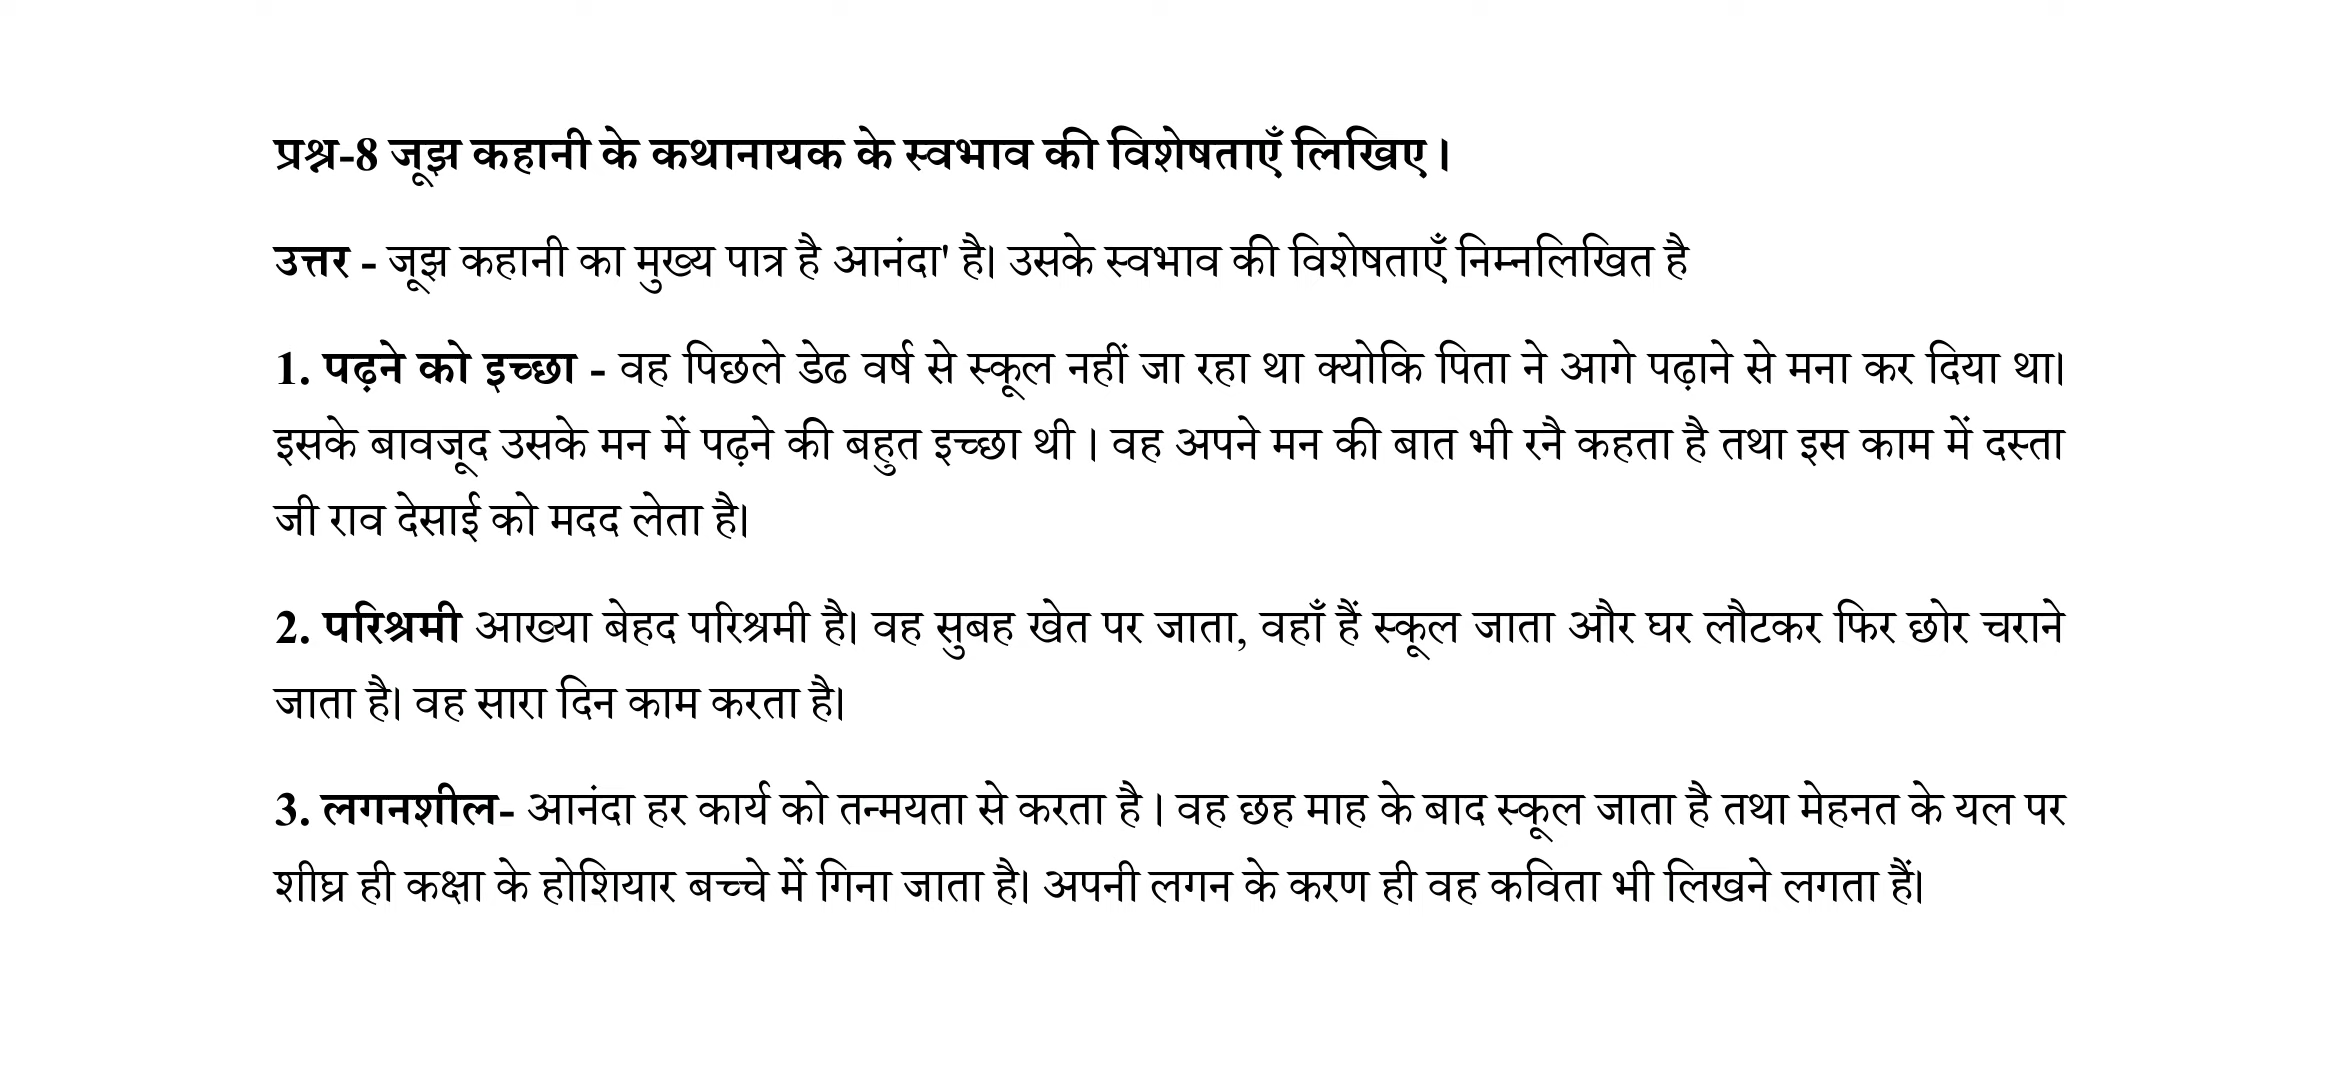 प्रश्न-8 जूझ कहानी के कथानायक के स्वभाव की विशेषताएँ लिखिए।
उत्तर - जूझ कहानी का मुख्य पात्र है आनंदा' है। उसके स्वभाव की विशेषताएँ निम्नलिखित है
1. पढ़ने को इच्छा - वह पिछले डेढ वर्ष से स्कूल नहीं जा रहा था क्योकि पिता ने आगे पढ़ाने से मना कर दिया था।
इसके बावजूद उसके मन में पढ़ने की बहुत इच्छा थी। वह अपने मन की बात भी रनै कहता है तथा इस काम में दस्ता
जी राव देसाई को मदद लेता है।
2. परिश्रमी आख्या बेहद परिश्रमी है। वह सुबह खेत पर जाता, वहाँ हैं स्कूल जाता और घर लौटकर फिर छोर चराने
जाता है। वह सारा दिन काम करता है।
3. लगनशील- आनंदा हर कार्य को तन्मयता से करता है। वह छह माह के बाद स्कूल जाता है तथा मेहनत के यल पर
शीघ्र ही कक्षा के होशियार बच्चे में गिना जाता है। अपनी लगन के करण ही वह कविता भी लिखने लगता हैं।